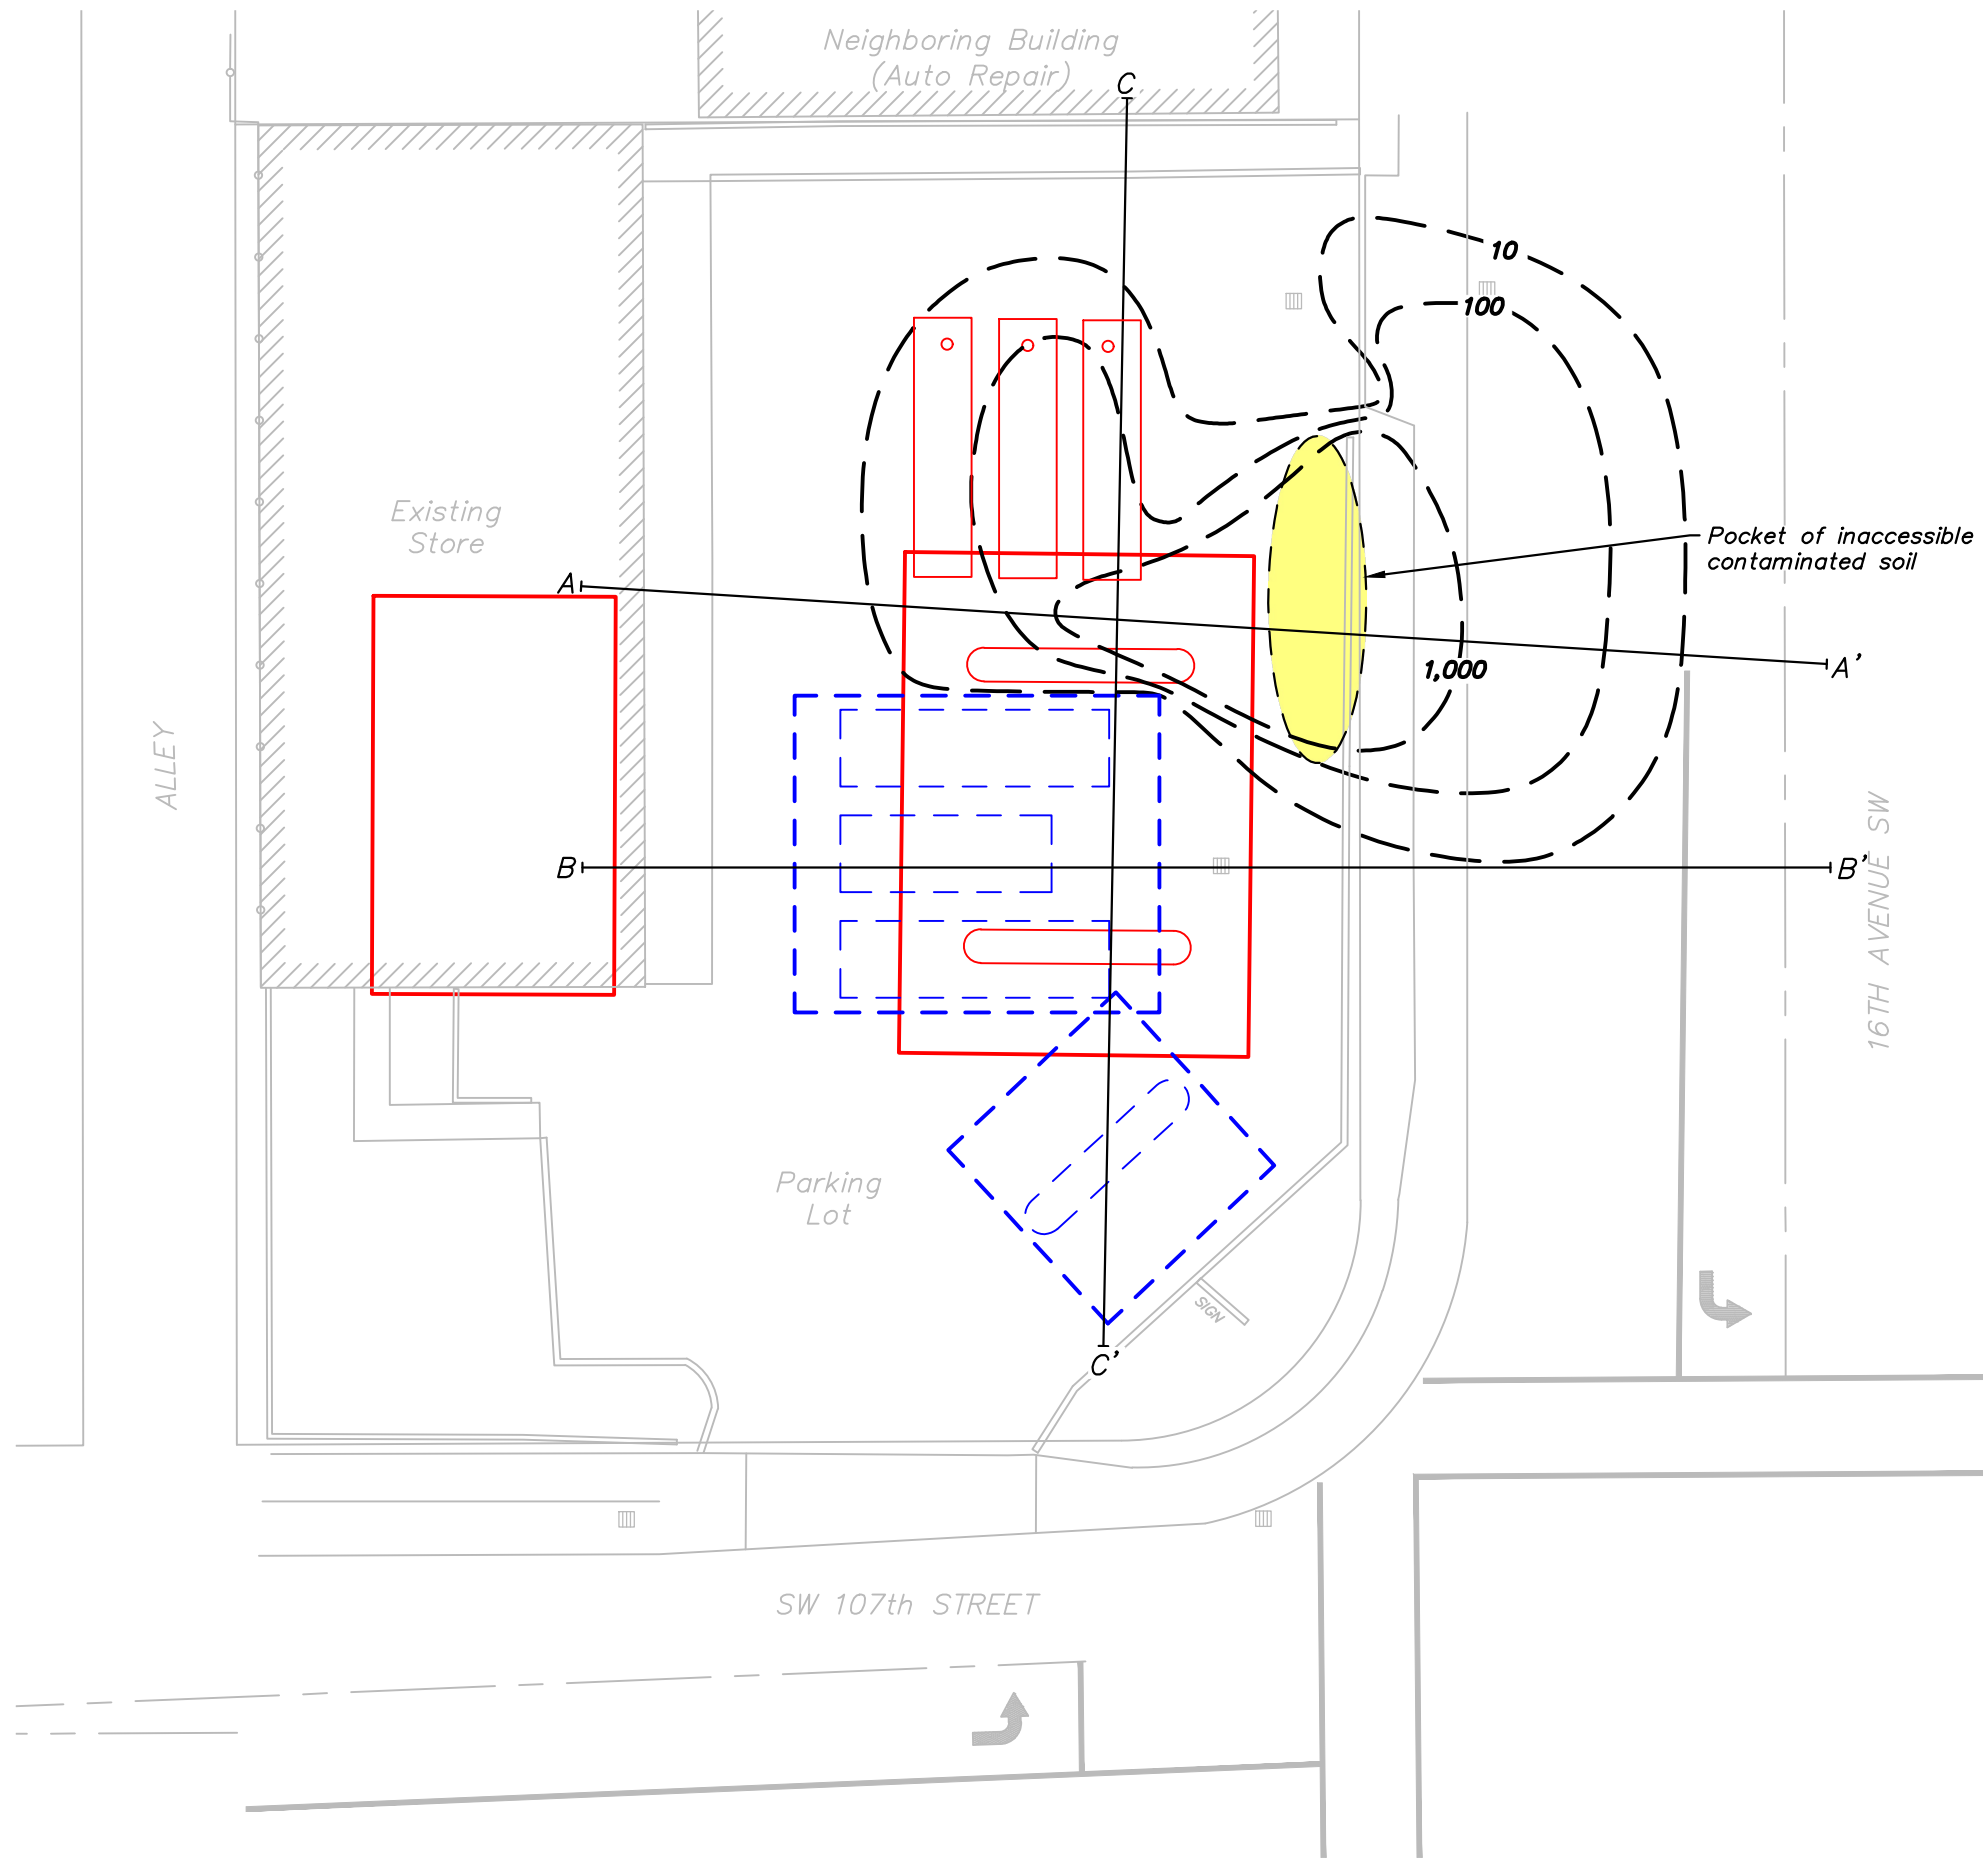 Neighboring Building
(Auto Repair)
C
10
100
Existing
Store
Pocket of inaccessible
contaminated soil
A
A'
1,000
ALLEY
16TH AVENUE SW
B
B'
Parking
Lot
SIGN
C'
SW 107th STREET